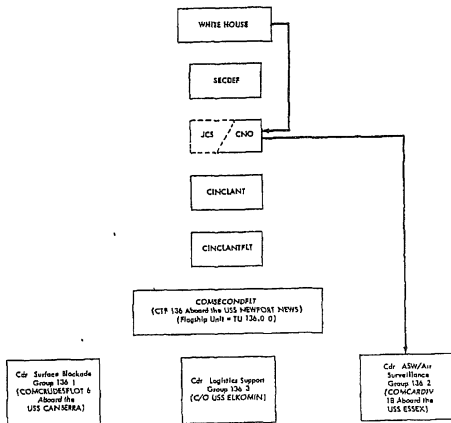 WHITE HOUSE
SECDEF
JCS / CNO
CINCLANT
CINCLANTFLT
COMSECONDFLT
(CTF 136 Aboard the USS NEWPORT NEWS)
(Flagship Unit = TU 136.0 0)
Cdr Surface Blockade
Group 136 1
(COMCRUDESFLOT 6
Aboard the
USS CANBERRA)
Cdr Logistics Support
Group 136 3
(C/O USS ELKOMIN)
Cdr ASW/Air
Surveillance
Group 136 2
(COMCARDIV
18 Aboard the
USS ESSEX)